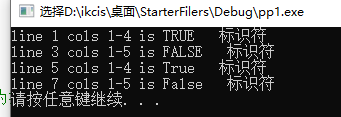 选择D:\ikcis\桌面\StarterFilers\Debug\pp1.exe
line 1 cols 1-4 is TRUE 标识符
line 3 cols 1-5 is FALSE 标识符
line 5 cols 1-4 is True 标识符
line 7 cols 1-5 is False 标识符
请按任意键继续. . .